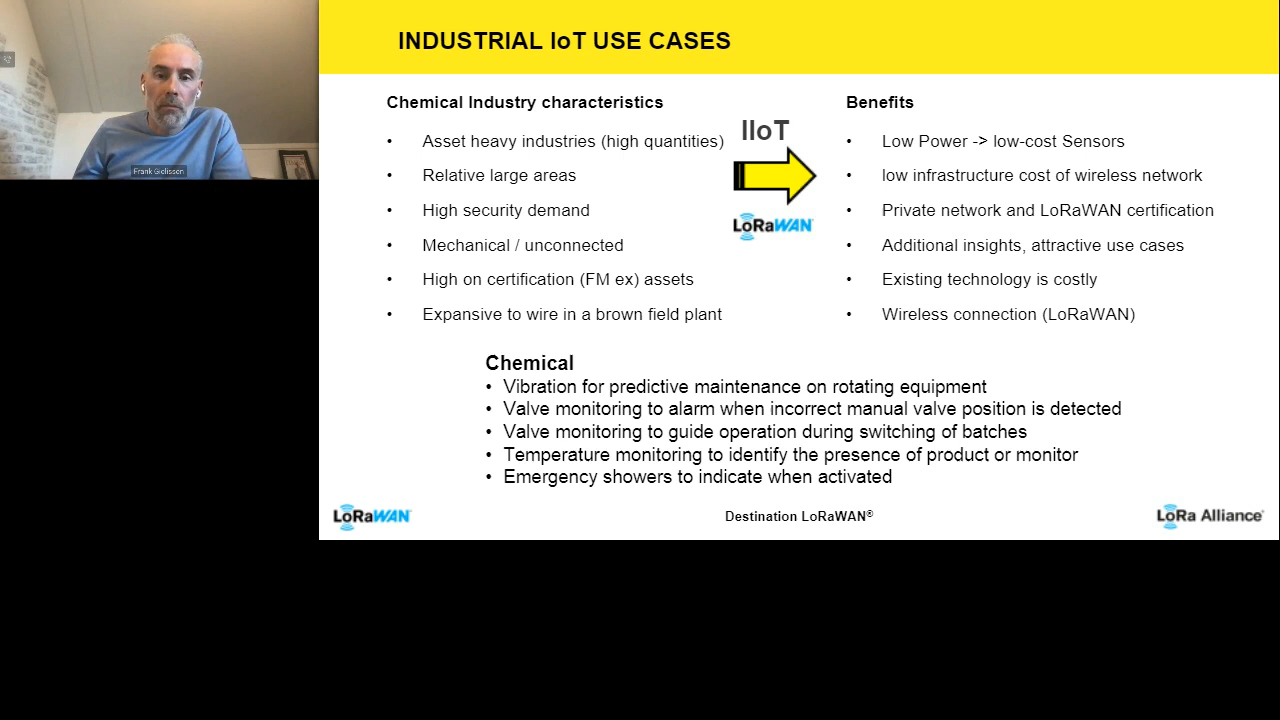 Frank Gielissen
INDUSTRIAL IoT USE CASES
Chemical Industry characteristics
• Asset heavy industries (high quantities)
• Relative large areas
• High security demand
• Mechanical / unconnected
• High on certification (FM ex) assets
• Expansive to wire in a brown field plant
IIoT
LoRaWAN
Benefits
• Low Power -> low-cost Sensors
• low infrastructure cost of wireless network
• Private network and LoRaWAN certification
• Additional insights, attractive use cases
• Existing technology is costly
• Wireless connection (LoRaWAN)
Chemical
• Vibration for predictive maintenance on rotating equipment
• Valve monitoring to alarm when incorrect manual valve position is detected
• Valve monitoring to guide operation during switching of batches
• Temperature monitoring to identify the presence of product or monitor
• Emergency showers to indicate when activated
LoRaWAN
Destination LoRaWAN®
LoRa Alliance